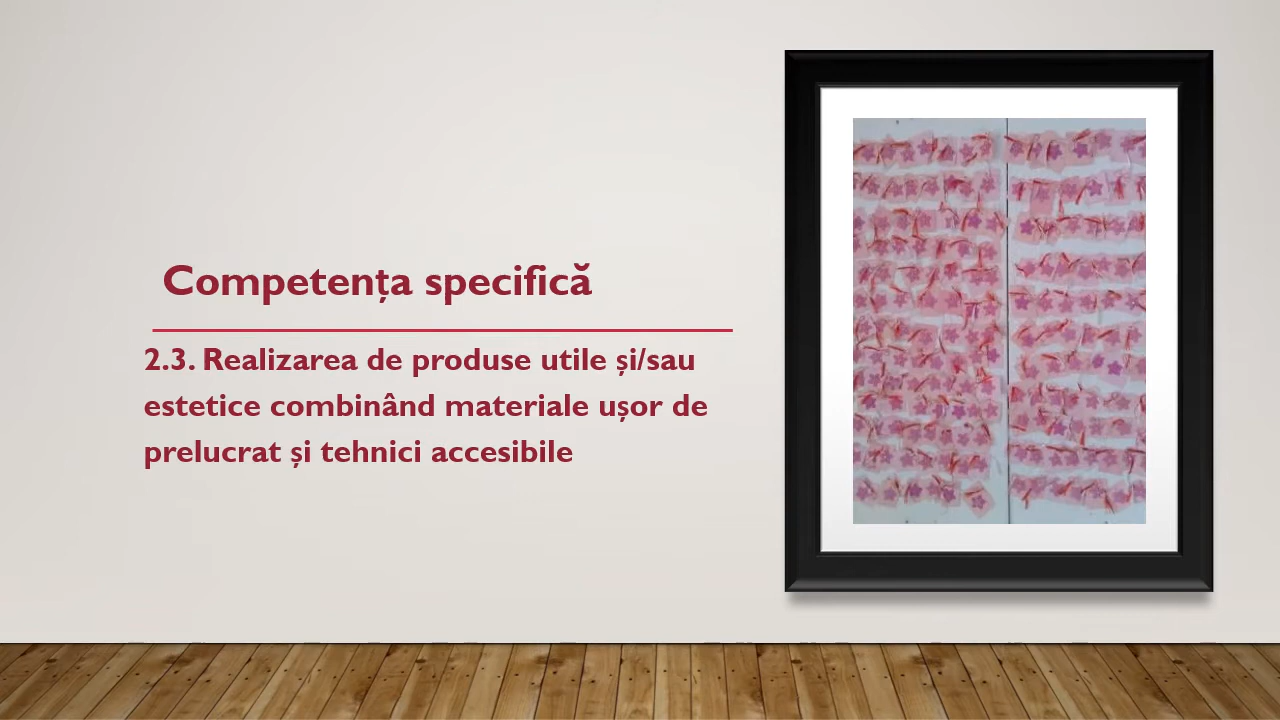 Competența specifică
2.3. Realizarea de produse utile și/sau
estetice combinând materiale ușor de
prelucrat și tehnici accesibile